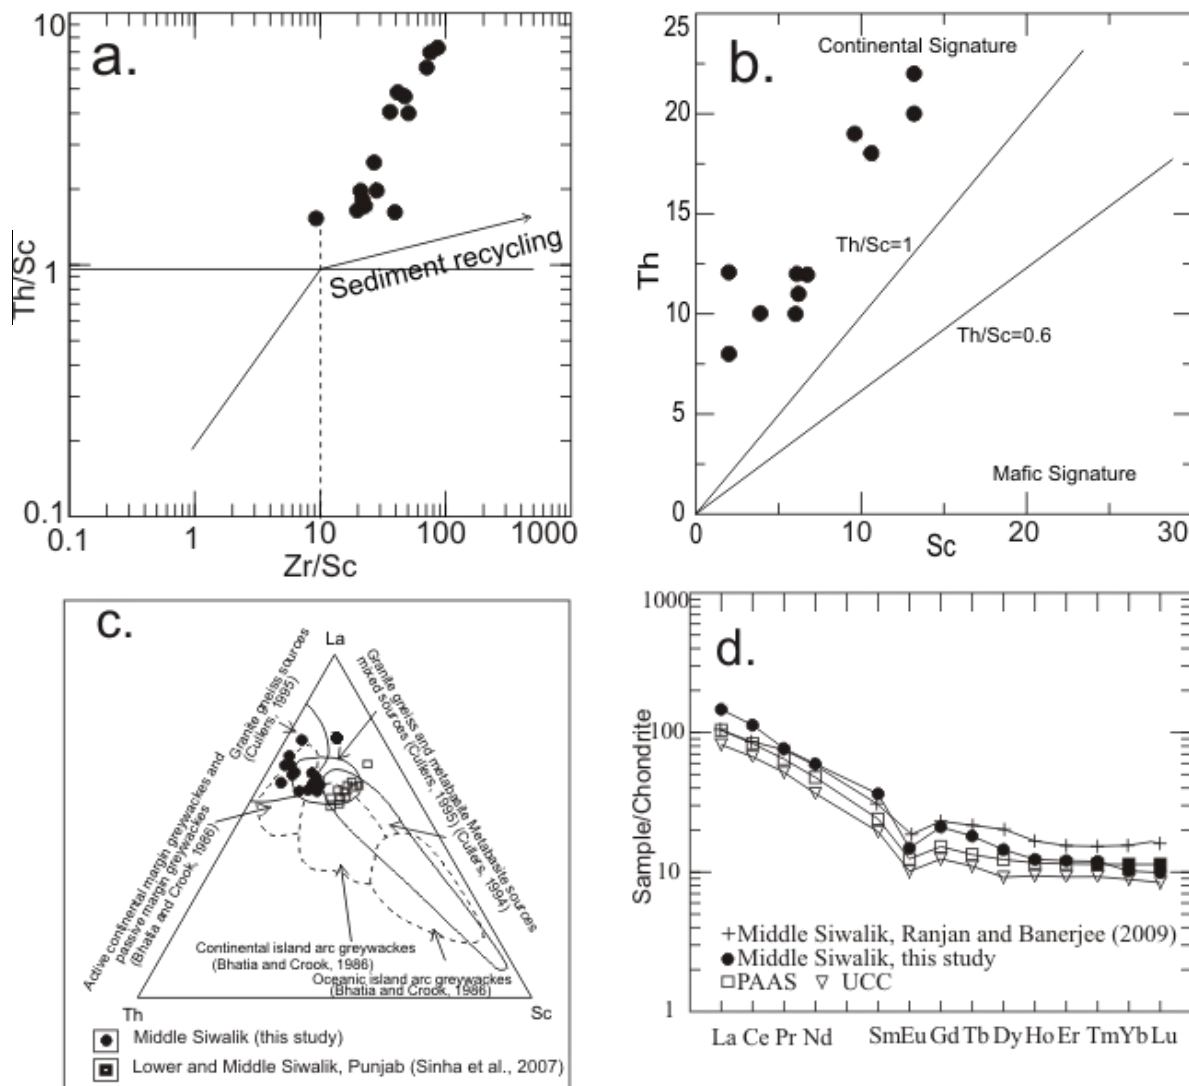 a.
10
1
0.1
Th/Sc
0.1
1
10
100
1000
Zr/Sc
Sediment recycling
b.
Continental Signature
25
20
15
10
5
0
Th
Th/Sc=1
Th/Sc=0.6
Mafic Signature
0
10
20
30
Sc
c.
La
Th
Sc
Granite gneiss sources
(Cullers, 1995)
Granite gneiss and metabasite
mixed sources (Cullers, 1995)
Metabasite sources
(Cullers, 1994)
Active continental margin greywackes and
passive margin greywackes
(Bhatia and Crook, 1986)
Continental island arc greywackes
(Bhatia and Crook, 1986)
Oceanic island arc greywackes
(Bhatia and Crook, 1986)
Middle Siwalik (this study)
Lower and Middle Siwalik, Punjab (Sinha et al., 2007)
d.
1000
100
10
1
Sample/Chondrite
Middle Siwalik, Ranjan and Banerjee (2009)
Middle Siwalik, this study
PAAS UCC
La Ce Pr Nd Sm Eu Gd Tb Dy Ho Er Tm Yb Lu